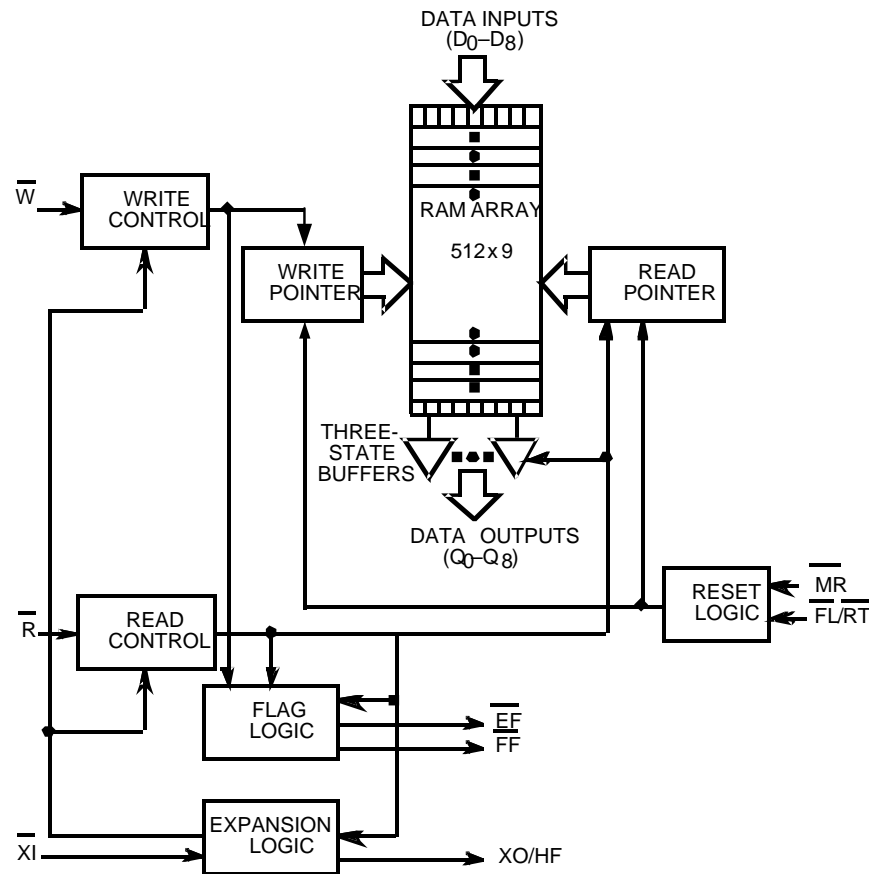 DATA INPUTS
(D0–D8)
W
WRITE
CONTROL
RAM ARRAY
512 x 9
WRITE
POINTER
READ
POINTER
THREE-
STATE
BUFFERS
DATA OUTPUTS
(Q0–Q8)
RESET
LOGIC
MR
FL/RT
R
READ
CONTROL
FLAG
LOGIC
EF
FF
EXPANSION
LOGIC
XI
XO/HF